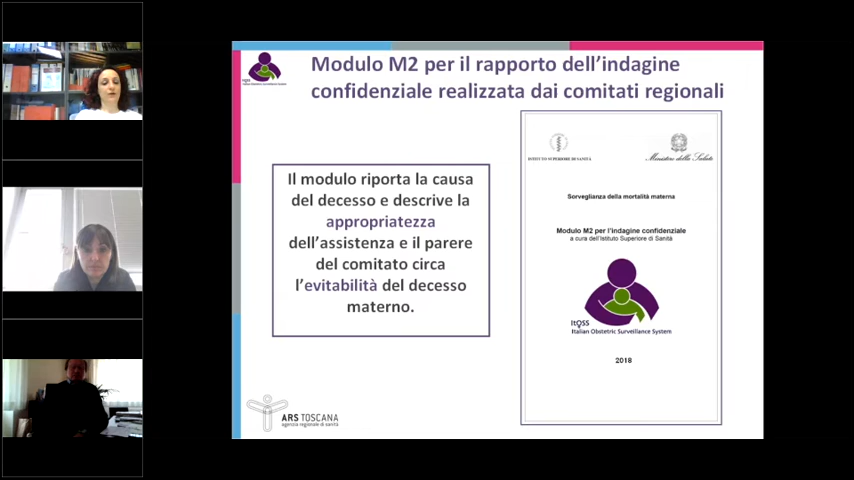 Modulo M2 per il rapporto dell’indagine
confidenziale realizzata dai comitati regionali
Il modulo riporta la causa
del decesso e descrive la
appropriatezza
dell’assistenza e il parere
del comitato circa
l’evitabilità del decesso
materno.
ISTITUTO SUPERIORE DI SANITÀ
Ministero della Salute
Sorveglianza della mortalità materna
Modulo M2 per l’indagine confidenziale
a cura dell’Istituto Superiore di Sanità
ItOSS
Italian Obstetric Surveillance System
2018
ARS TOSCANA
agenzia regionale di sanità